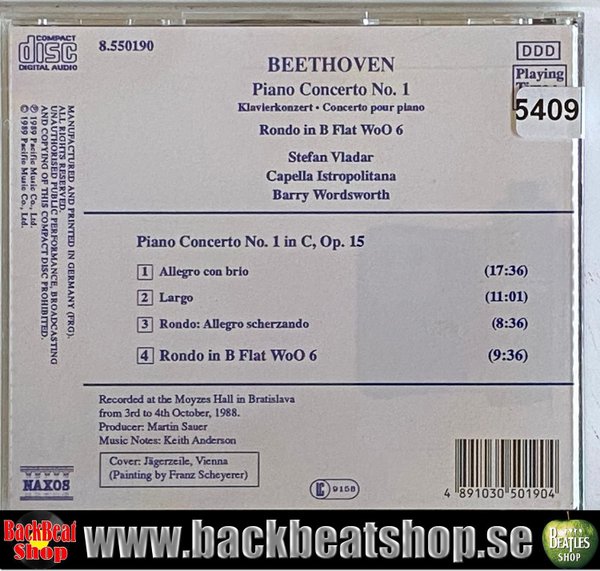 COMPACT
disc
DIGITAL AUDIO
8.550190
BEETHOVEN
Piano Concerto No. 1
Klavierkonzert • Concerto pour piano
Rondo in B Flat WoO 6
Stefan Vladar
Capella Istropolitana
Barry Wordsworth
DDD
Playing
5409
MANUFACTURED AND PRINTED IN GERMANY (FRG).
ALL RIGHTS RESERVED.
UNAUTHORISED PUBLIC PERFORMANCE, BROADCASTING
AND COPYING OF THIS COMPACT DISC PROHIBITED.
℗ 1989 Pacific Music Co., Ltd.
© 1989 Pacific Music Co., Ltd.
Piano Concerto No. 1 in C, Op. 15
1 Allegro con brio (17:36)
2 Largo (11:01)
3 Rondo: Allegro scherzando (8:36)
4 Rondo in B Flat WoO 6 (9:36)
Recorded at the Moyzes Hall in Bratislava
from 3rd to 4th October, 1988.
Producer: Martin Sauer
Music Notes: Keith Anderson
Cover: Jägerzeile, Vienna
(Painting by Franz Scheyerer)
NAXOS
LC 9158
4 891030 501904
BackBeat
Shop
www.backbeatshop.se
BEATLES
SHOP